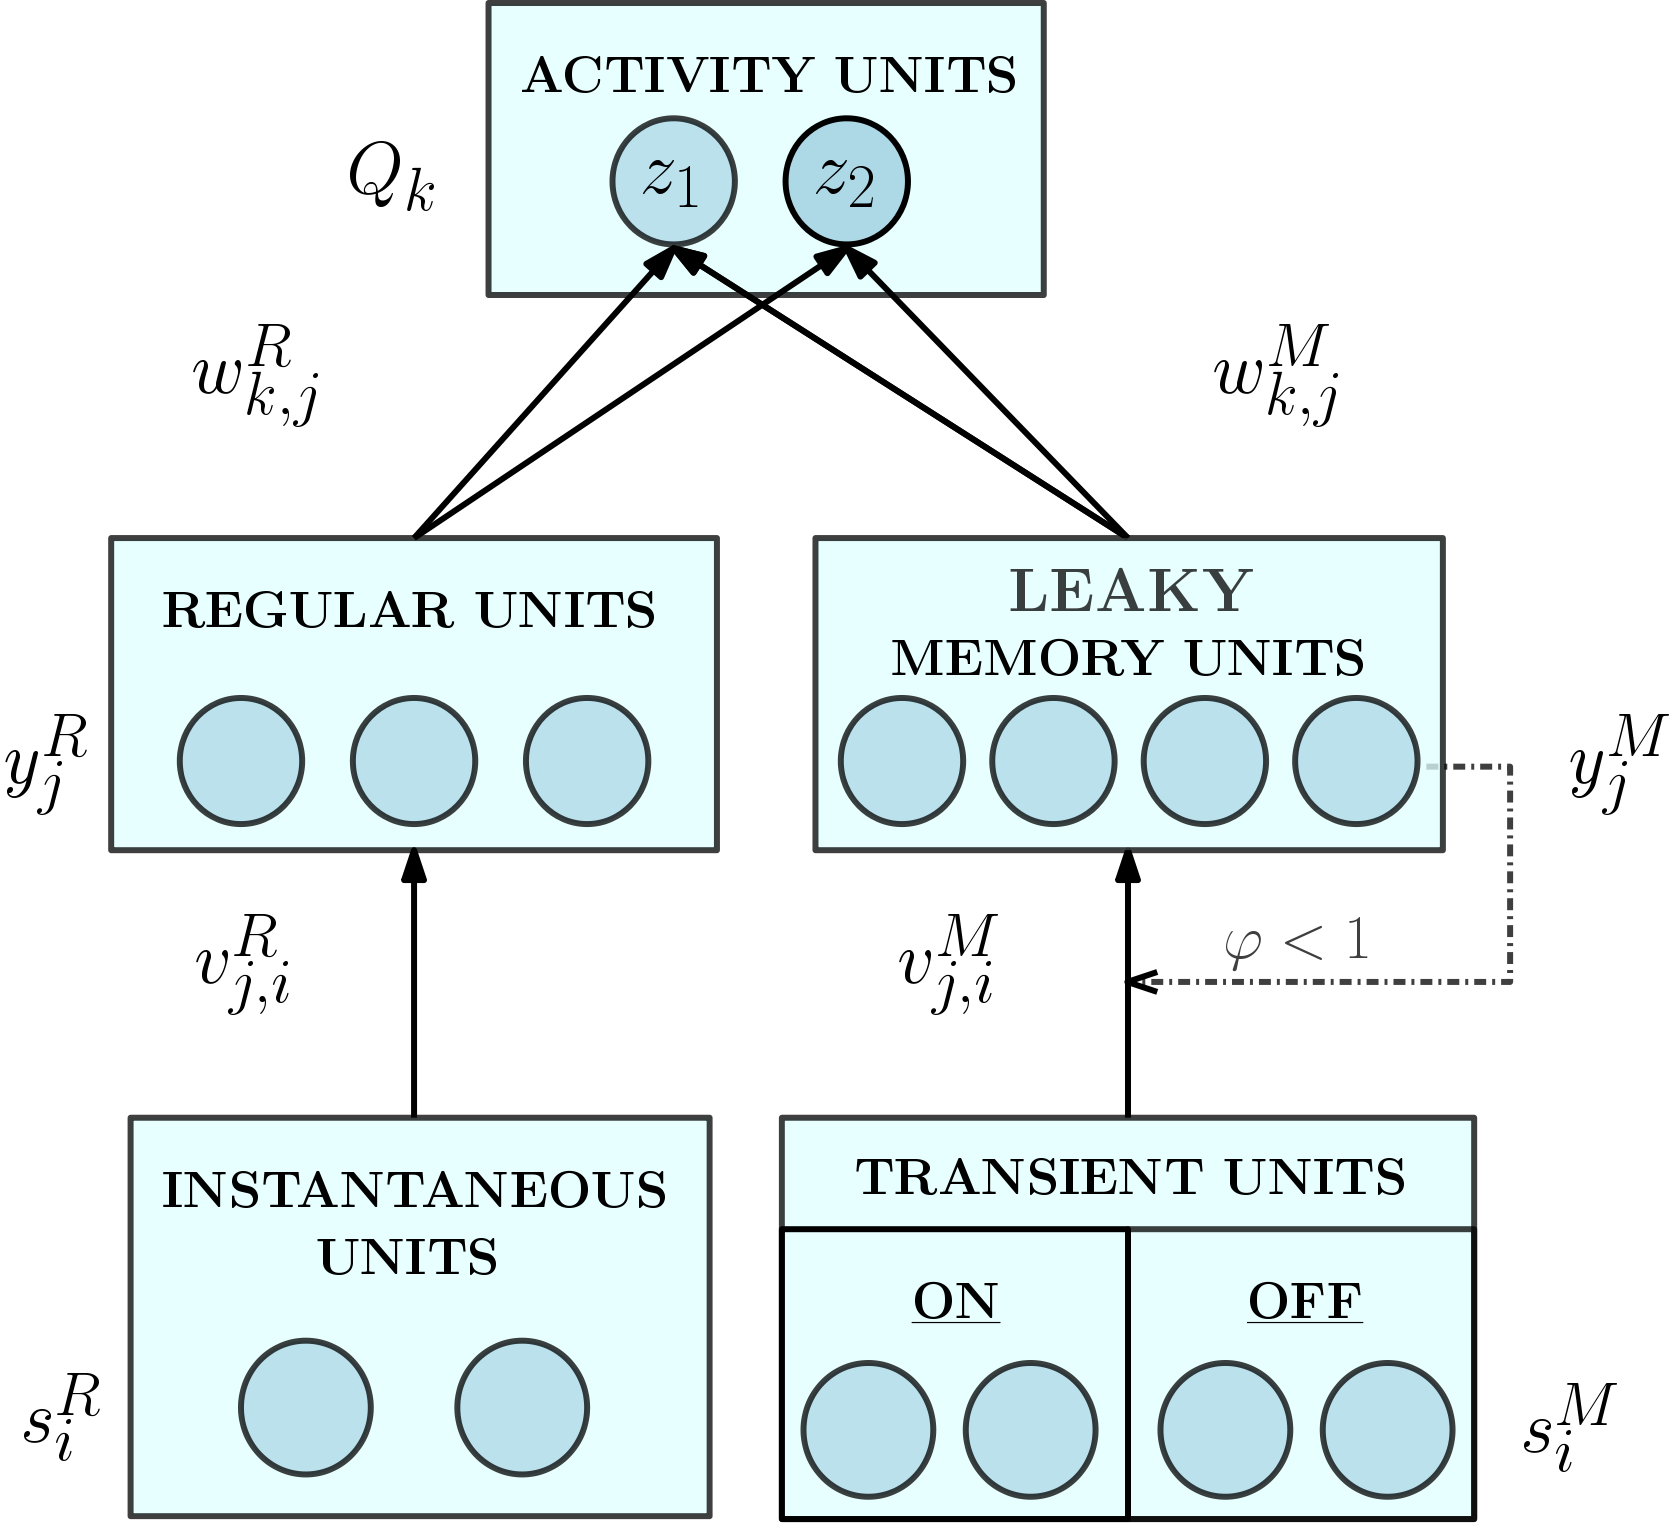 ACTIVITY UNITS
Q_k
z_1 z_2
w^R_{k,j} w^M_{k,j}
REGULAR UNITS
LEAKY
MEMORY UNITS
y^R_j y^M_j
v^R_{j,i} v^M_{j,i} φ < 1
INSTANTANEOUS
UNITS
TRANSIENT UNITS
ON OFF
s^R_i s^M_i